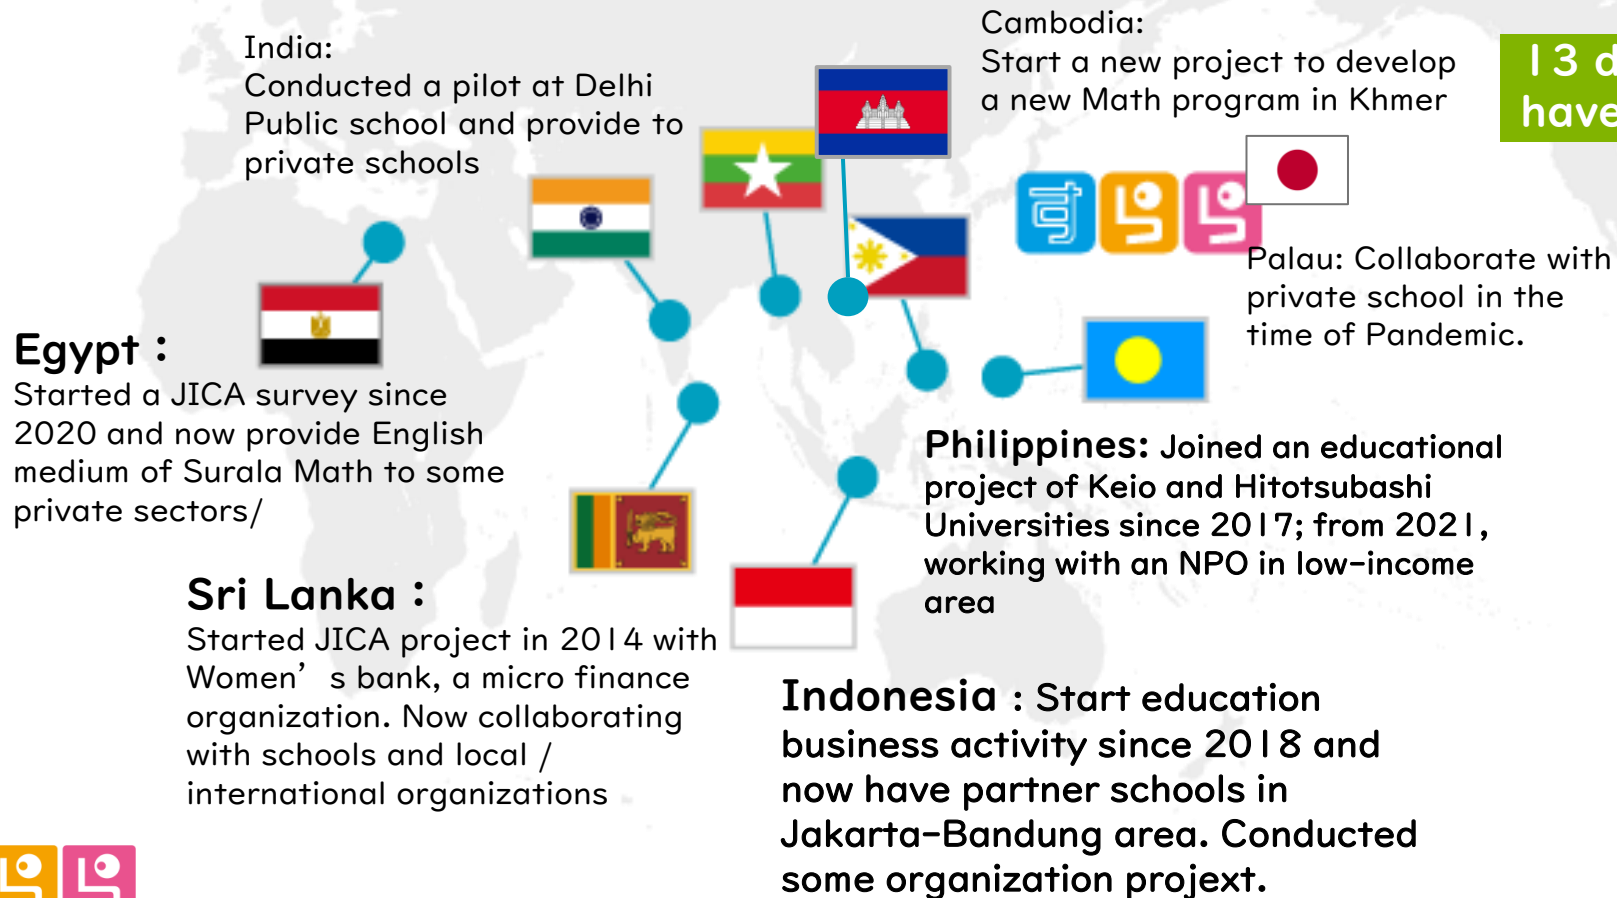 India:
Conducted a pilot at Delhi
Public school and provide to
private schools
Cambodia:
Start a new project to develop
a new Math program in Khmer
13 d
have
すらら
Palau: Collaborate with
private school in the
time of Pandemic.
Egypt：
Started a JICA survey since
2020 and now provide English
medium of Surala Math to some
private sectors/
Philippines: Joined an educational
project of Keio and Hitotsubashi
Universities since 2017; from 2021,
working with an NPO in low-income
area
Sri Lanka：
Started JICA project in 2014 with
Women’s bank, a micro finance
organization. Now collaborating
with schools and local /
international organizations
Indonesia : Start education
business activity since 2018 and
now have partner schools in
Jakarta-Bandung area. Conducted
some organization projext.
らら